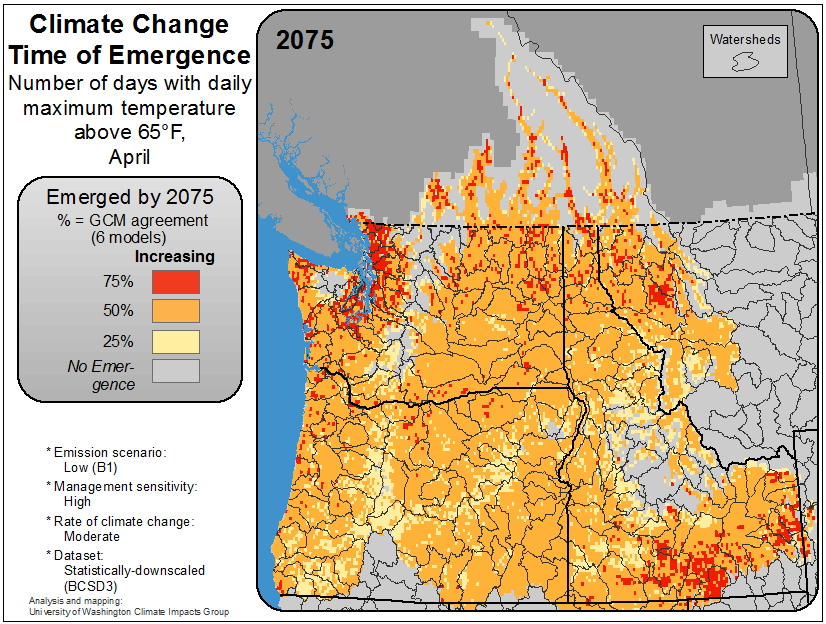 Climate Change
Time of Emergence
Number of days with daily
maximum temperature
above 65°F,
April
Emerged by 2075
% = GCM agreement
(6 models)
Increasing
75%
50%
25%
No Emer-
gence
* Emission scenario:
Low (B1)
* Management sensitivity:
High
* Rate of climate change:
Moderate
* Dataset:
Statistically-downscaled
(BCSD3)
Analysis and mapping:
University of Washington Climate Impacts Group
2075
Watersheds